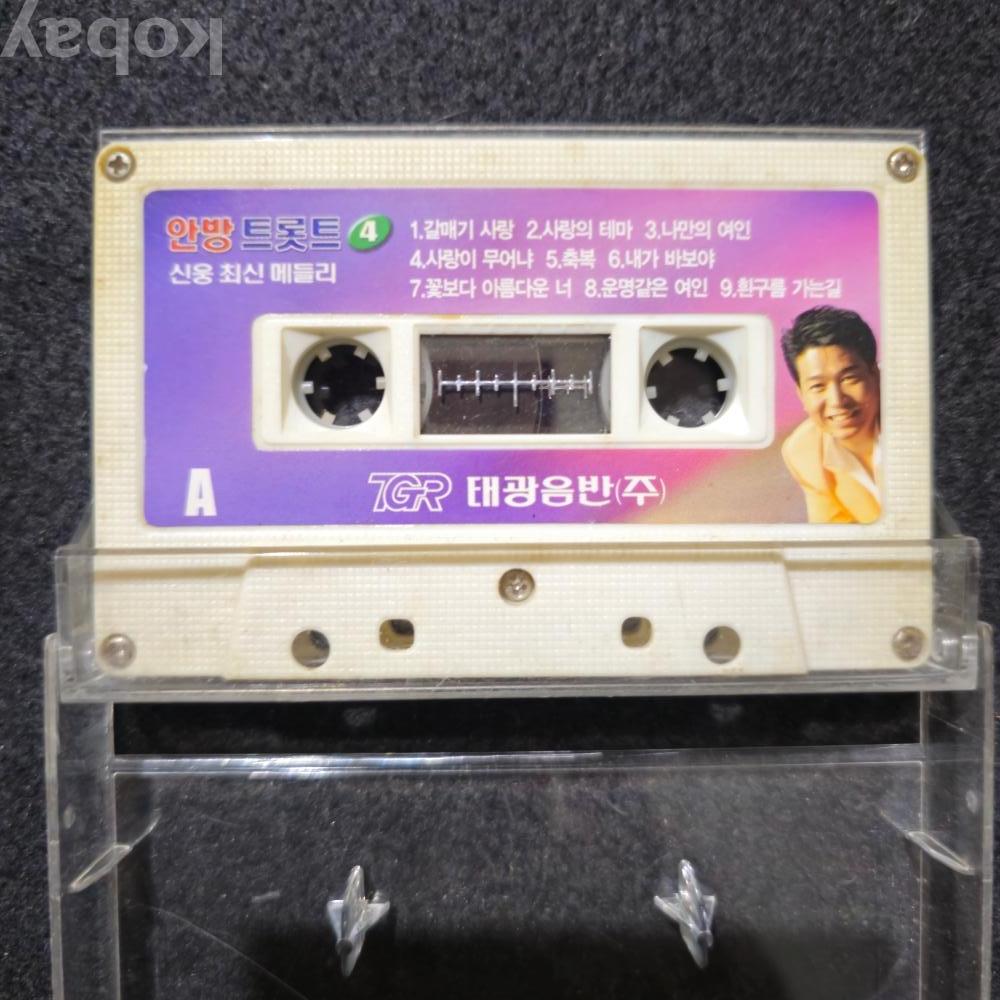 kobay
안방 트롯트 4
신웅 최신 메들리
1.갈매기 사랑 2.사랑의 테마 3.나만의 여인
4.사랑이 무어냐 5.축복 6.내가 바보야
7.꽃보다 아름다운 너 8.운명같은 여인 9.흰구름 가는길
A
TGR 태광음반(주)